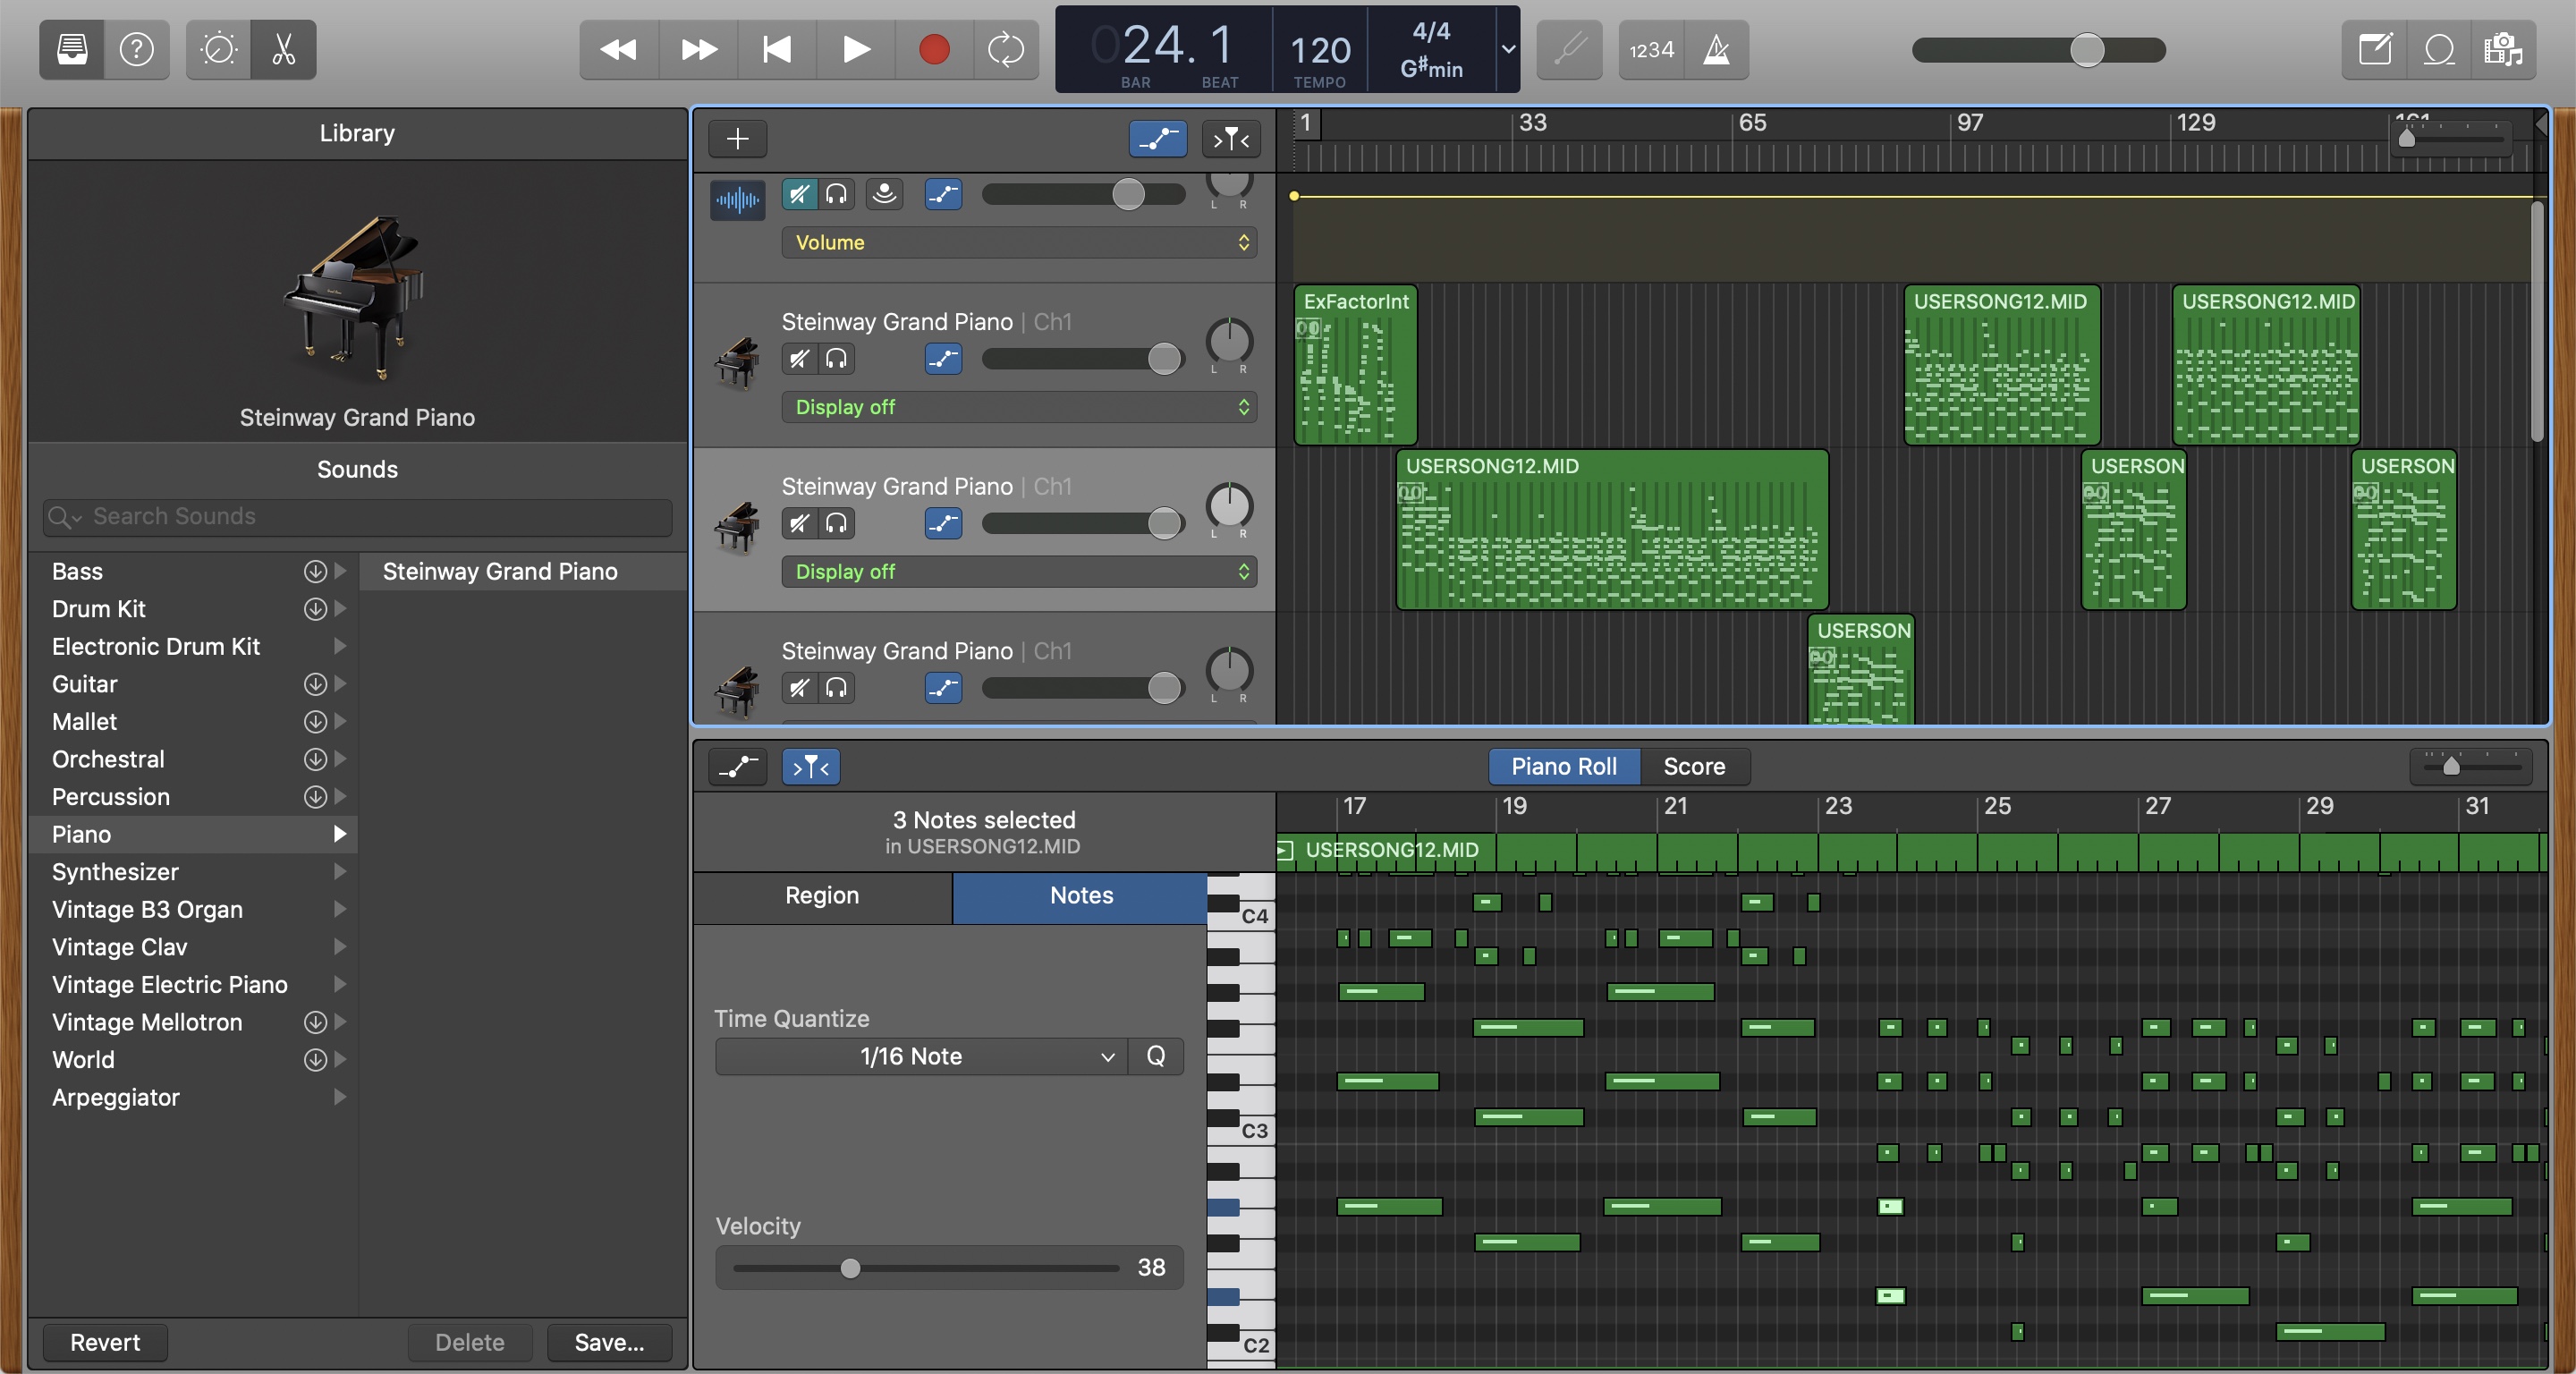 024. 1
BAR BEAT
120
TEMPO
4/4
G#min
1234
Library
Steinway Grand Piano
Sounds
Search Sounds
Bass
Drum Kit
Electronic Drum Kit
Guitar
Mallet
Orchestral
Percussion
Piano
Synthesizer
Vintage B3 Organ
Vintage Clav
Vintage Electric Piano
Vintage Mellotron
World
Arpeggiator
Steinway Grand Piano
Revert
Delete
Save...
1 33 65 97 129 161
L R
Volume
Steinway Grand Piano | Ch1
L R
Display off
Steinway Grand Piano | Ch1
L R
Display off
Steinway Grand Piano | Ch1
L R
ExFactorInt
USERSONG12.MID
USERSONG12.MID
USERSONG12.MID
USERSON
USERSON
USERSON
Piano Roll Score
3 Notes selected
in USERSONG12.MID
Region Notes
Time Quantize
1/16 Note
Q
Velocity
38
17 19 21 23 25 27 29 31
USERSONG12.MID
C4
C3
C2